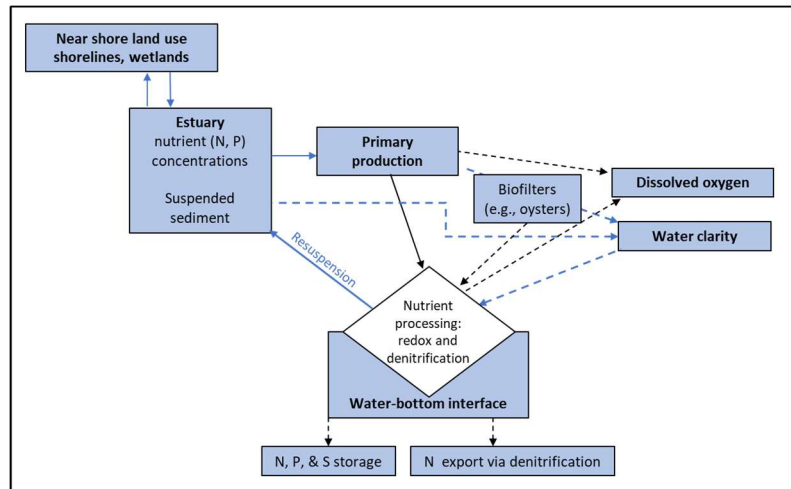 Near shore land use
shorelines, wetlands
Estuary
nutrient (N, P)
concentrations
Suspended
sediment
Primary
production
Biofilters
(e.g., oysters)
Dissolved oxygen
Water clarity
Resuspension
Nutrient
processing:
redox and
denitrification
Water-bottom interface
N, P, & S storage
N export via denitrification